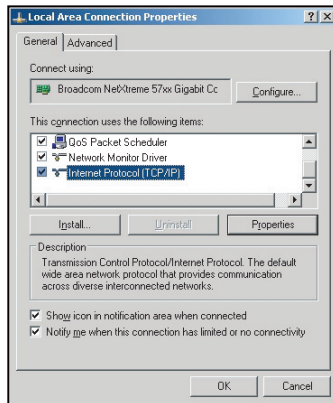 Local Area Connection Properties
General Advanced
Connect using:
Broadcom NetXtreme 57xx Gigabit Cc Configure...
This connection uses the following items:
QoS Packet Scheduler
Network Monitor Driver
Internet Protocol (TCP/IP)
Install... Uninstall Properties
Description
Transmission Control Protocol/Internet Protocol. The default
wide area network protocol that provides communication
across diverse interconnected networks.
Show icon in notification area when connected
Notify me when this connection has limited or no connectivity
OK Cancel